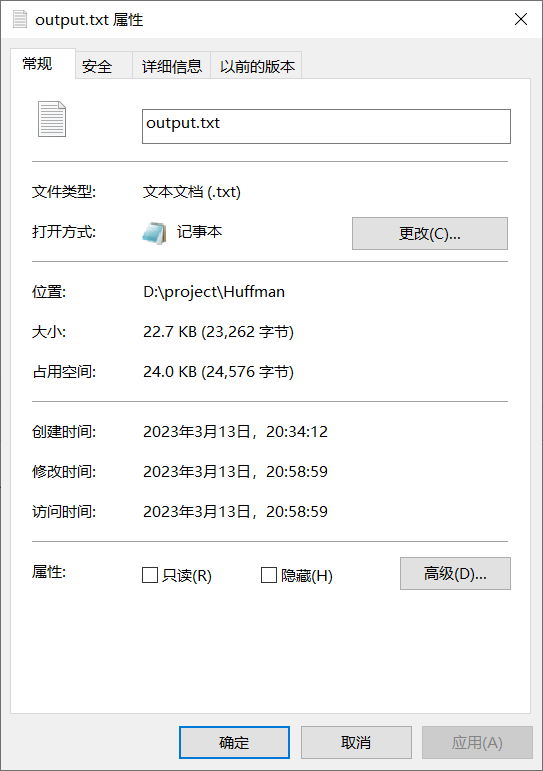 output.txt 属性
常规 安全 详细信息 以前的版本
output.txt
文件类型: 文本文档 (.txt)
打开方式: 记事本 更改(C)...
位置: D:\project\Huffman
大小: 22.7 KB (23,262 字节)
占用空间: 24.0 KB (24,576 字节)
创建时间: 2023年3月13日，20:34:12
修改时间: 2023年3月13日，20:58:59
访问时间: 2023年3月13日，20:58:59
属性: 只读(R) 隐藏(H) 高级(D)...
确定 取消 应用(A)